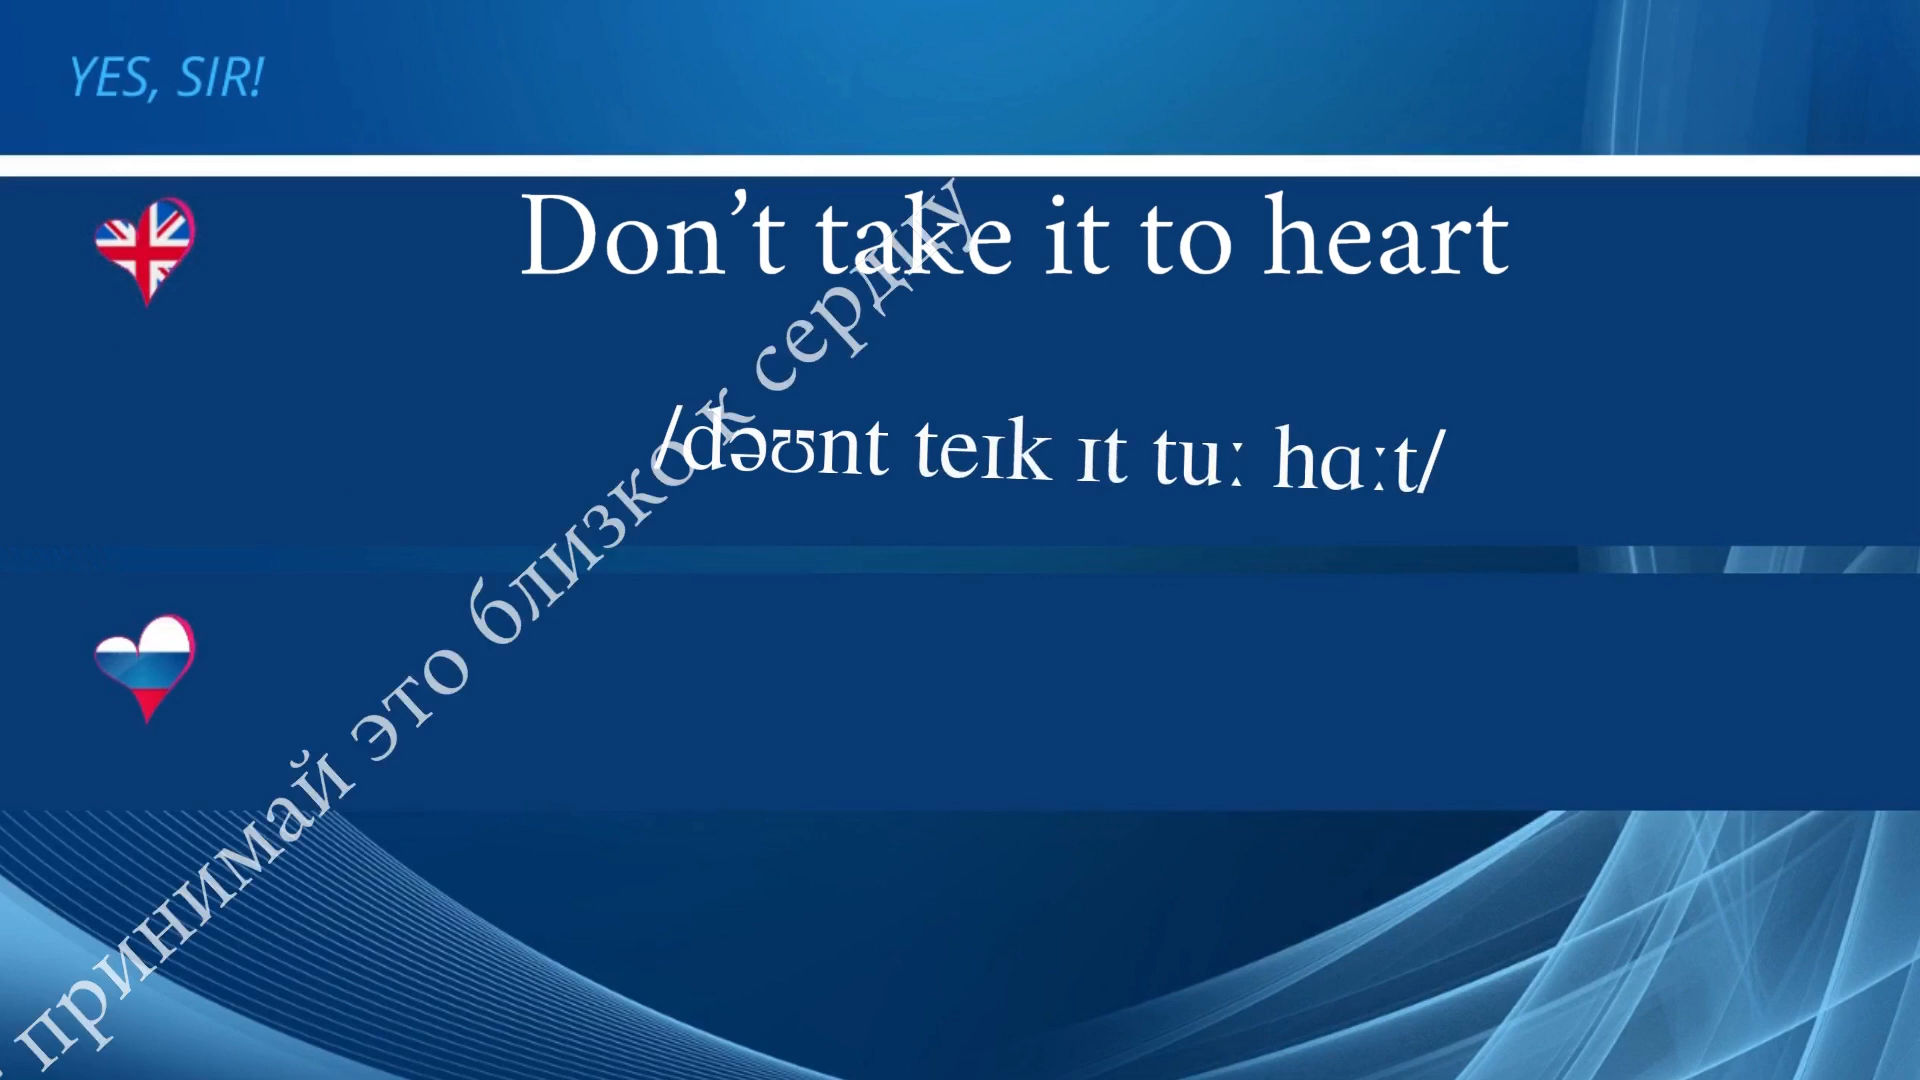 YES, SIR!
Don’t take it to heart
/dəʊnt teɪk ɪt tuː hɑːt/
принимай это близко к сердцу